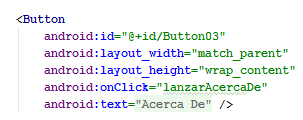 <Button
android:id="@+id/Button03"
android:layout_width="match_parent"
android:layout_height="wrap_content"
android:onClick="lanzarAcercaDe"
android:text="Acerca De" />